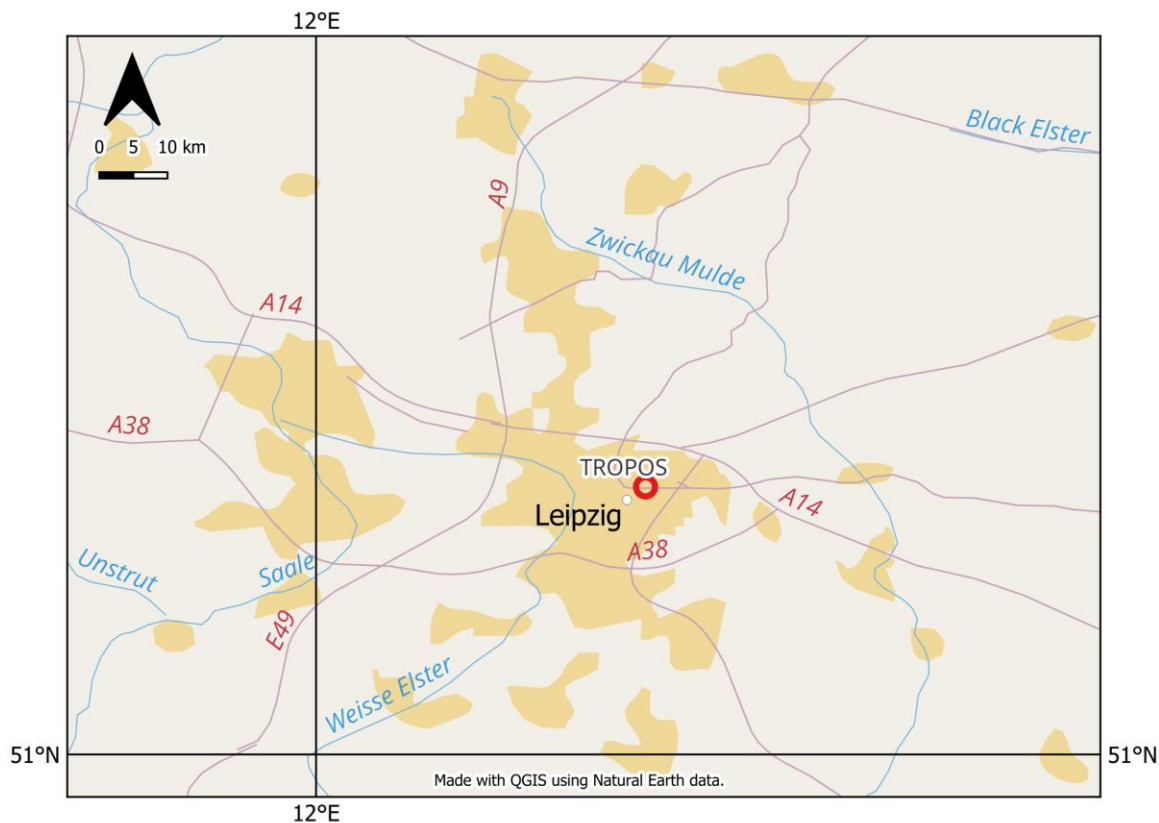 12°E
0 5 10 km
Black Elster
A9
Zwickau Mulde
A14
A38
TROPOS
Leipzig
A14
A38
Unstrut
Saale
E49
Weisse Elster
51°N
51°N
Made with QGIS using Natural Earth data.
12°E